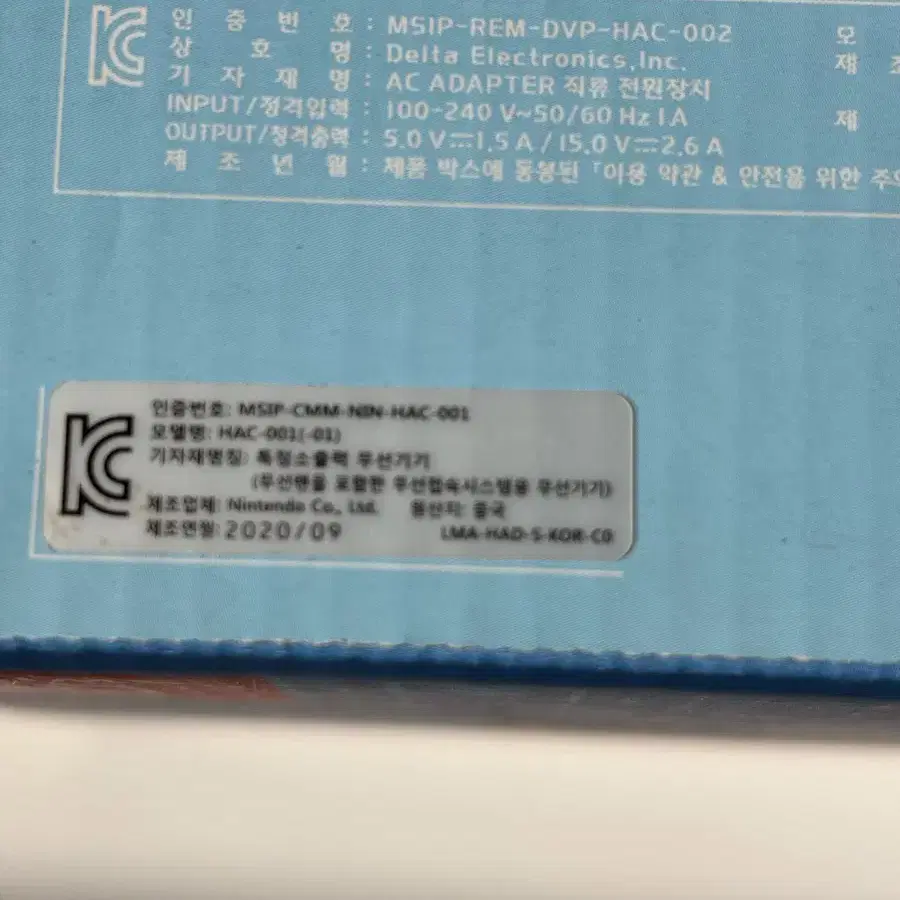 인증번호 : MSIP-REM-DVP-HAC-002 모
상호명 : Delta Electronics,Inc. 제조
기자재명 : AC ADAPTER 직류 전원장치
INPUT/정격입력 : 100-240 V~50/60 Hz 1A 제
OUTPUT/정격출력 : 5.0 V⎓1.5 A / 15.0 V⎓2.6 A
제조년월 : 제품 박스에 동봉된 「이용 약관 & 안전을 위한 주의
인증번호: MSIP-CMM-NIN-HAC-001
모델명: HAC-001(-01)
기자재명칭: 특정소출력 무선기기
(무선랜을 포함한 무선접속시스템용 무선기기)
제조업체: Nintendo Co., Ltd. 원산지: 중국
제조연월: 2020/09 LMA-HAD-S-KOR-C0